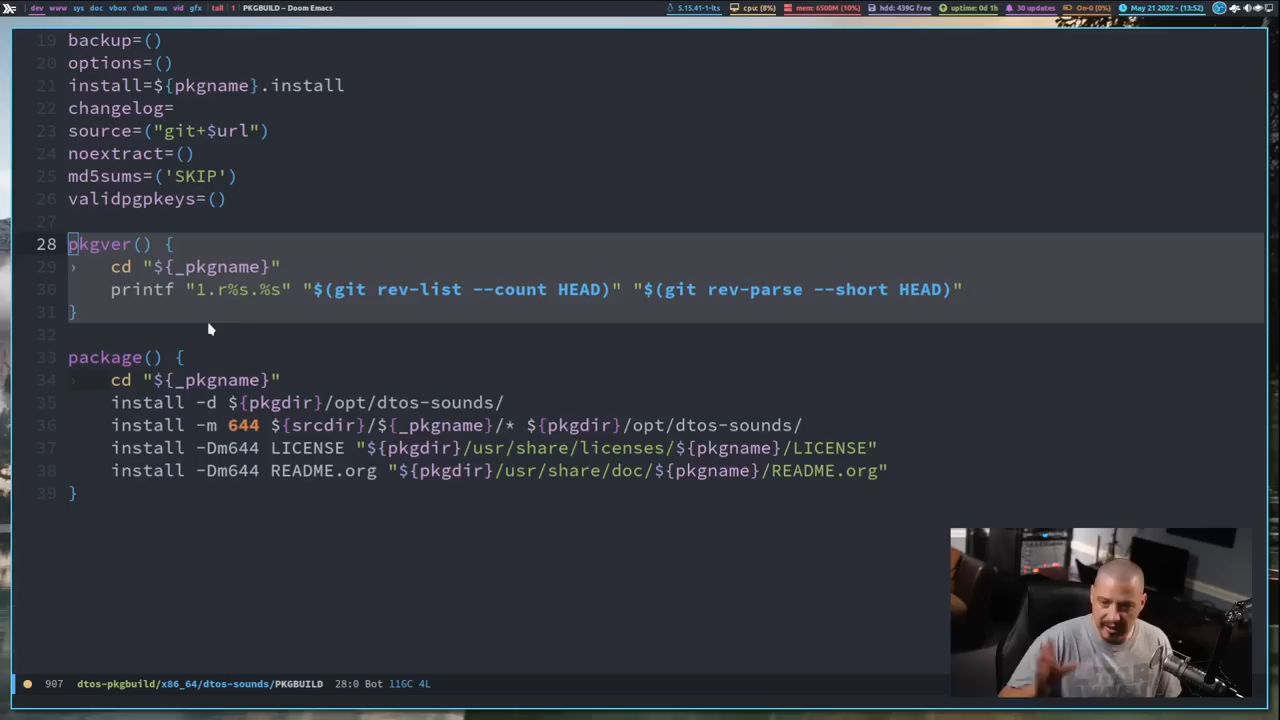 dev www sys doc vbox chat mus vid gfx tall 1 PKGBUILD – Doom Emacs 5.15.41-1-lts cpu: (8%) mem: 6500M (10%) hdd: 439G free uptime: 0d 1h 30 updates On-0 (0%) May 21 2022 - (13:52)
19 backup=()
20 options=()
21 install=${pkgname}.install
22 changelog=
23 source=("git+$url")
24 noextract=()
25 md5sums=('SKIP')
26 validpgpkeys=()
27
28 pkgver() {
29 › cd "${_pkgname}"
30 printf "1.r%s.%s" "$(git rev-list --count HEAD)" "$(git rev-parse --short HEAD)"
31 }
32
33 package() {
34 › cd "${_pkgname}"
35 install -d ${pkgdir}/opt/dtos-sounds/
36 install -m 644 ${srcdir}/${_pkgname}/* ${pkgdir}/opt/dtos-sounds/
37 install -Dm644 LICENSE "${pkgdir}/usr/share/licenses/${pkgname}/LICENSE"
38 install -Dm644 README.org "${pkgdir}/usr/share/doc/${pkgname}/README.org"
39 }
907 dtos-pkgbuild/x86_64/dtos-sounds/PKGBUILD 28:0 Bot 116C 4L